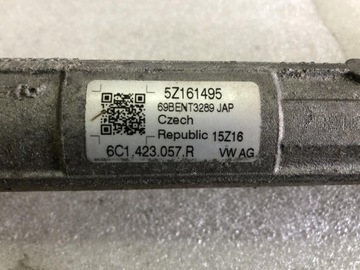 5Z161495
69BENT3289 JAP
Czech
Republic 15Z16
6C1.423.057.R VW AG